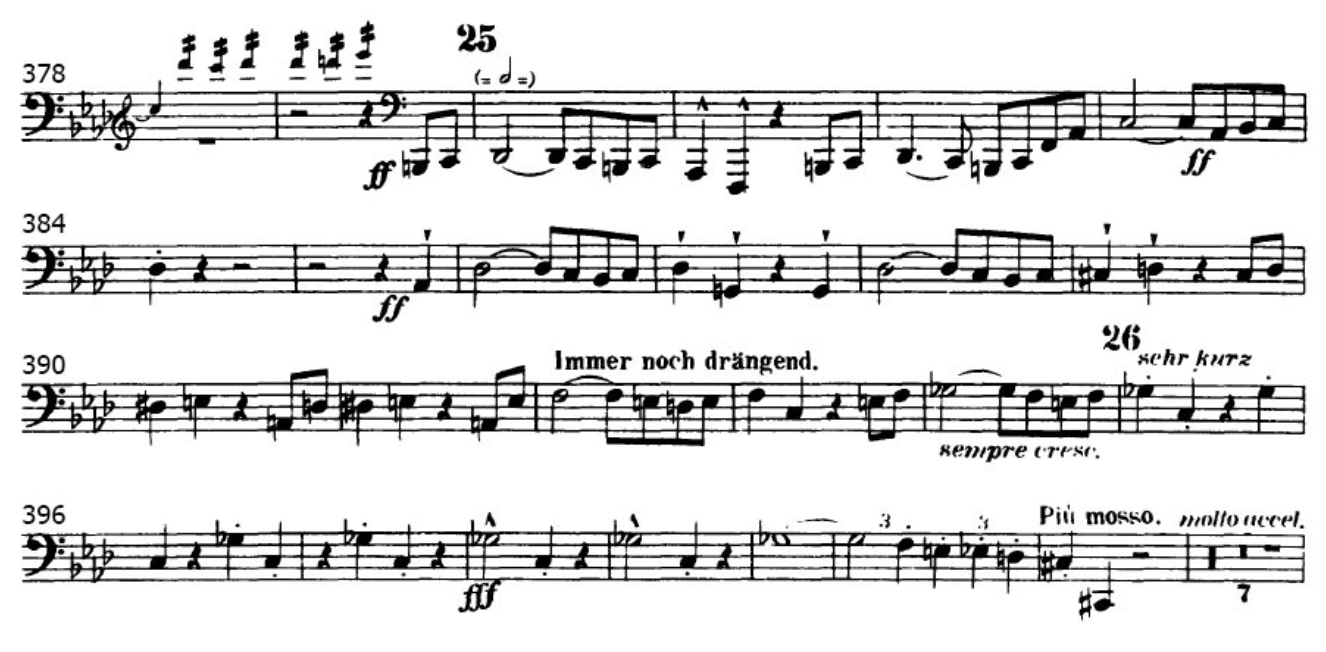 25
378
(= =)
ff
ff
384
ff
Immer noch drängend.
26
sehr kurz
390
sempre cresc.
Più mosso.
molto accel.
396
3
3
fff
7